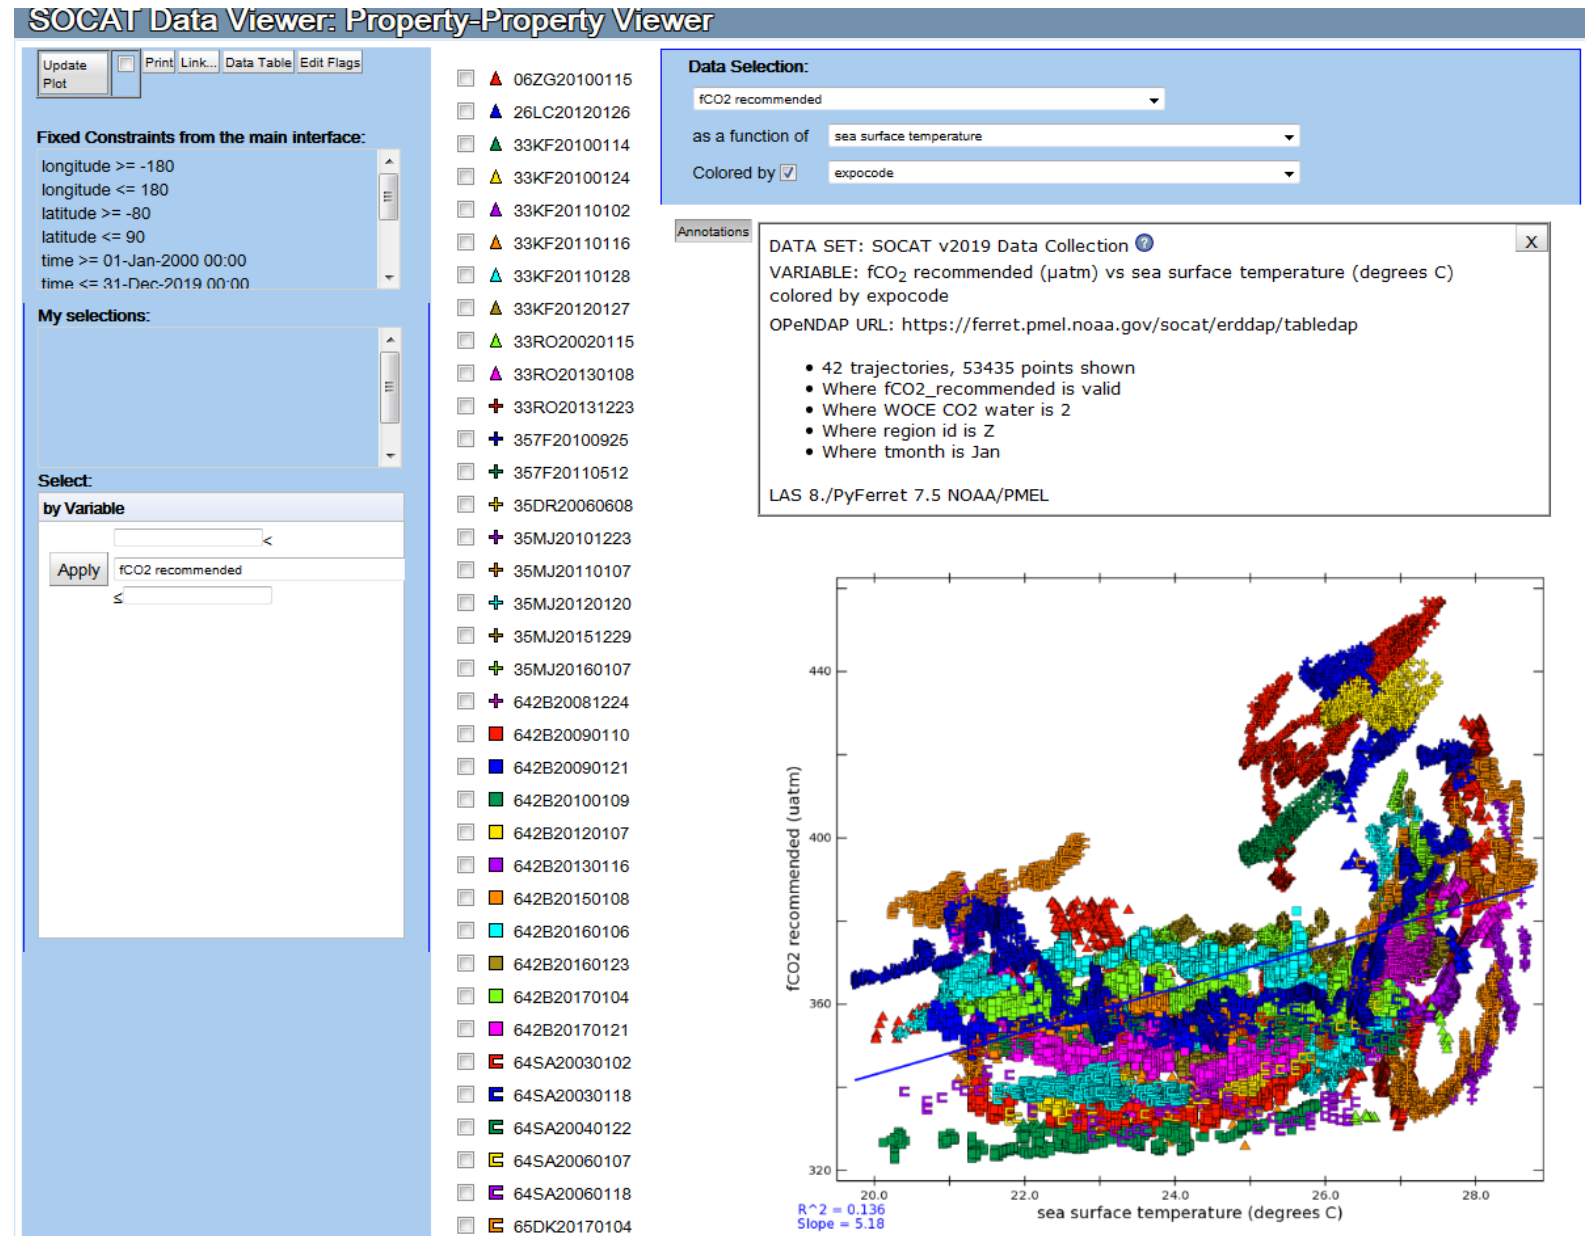 SOCAT Data Viewer: Property-Property Viewer
Update Plot
Print
Link...
Data Table
Edit Flags
Fixed Constraints from the main interface:
longitude >= -180
longitude <= 180
latitude >= -80
latitude <= 90
time >= 01-Jan-2000 00:00
time <= 31-Dec-2019 00:00
My selections:
Select:
by Variable
<
Apply
fCO2 recommended
≤
06ZG20100115
26LC20120126
33KF20100114
33KF20100124
33KF20110102
33KF20110116
33KF20110128
33KF20120127
33RO20020115
33RO20130108
33RO20131223
357F20100925
357F20110512
35DR20060608
35MJ20101223
35MJ20110107
35MJ20120120
35MJ20151229
35MJ20160107
642B20081224
642B20090110
642B20090121
642B20100109
642B20120107
642B20130116
642B20150108
642B20160106
642B20160123
642B20170104
642B20170121
64SA20030102
64SA20030118
64SA20040122
64SA20060107
64SA20060118
65DK20170104
Data Selection:
fCO2 recommended
as a function of
sea surface temperature
Colored by
expocode
Annotations
X
DATA SET: SOCAT v2019 Data Collection ?
VARIABLE: fCO₂ recommended (µatm) vs sea surface temperature (degrees C)
colored by expocode
OPeNDAP URL: https://ferret.pmel.noaa.gov/socat/erddap/tabledap
• 42 trajectories, 53435 points shown
• Where fCO2_recommended is valid
• Where WOCE CO2 water is 2
• Where region id is Z
• Where tmonth is Jan
LAS 8./PyFerret 7.5 NOAA/PMEL
fCO2 recommended (uatm)
440
400
360
320
20.0
22.0
24.0
26.0
28.0
sea surface temperature (degrees C)
R^2 = 0.136
Slope = 5.18